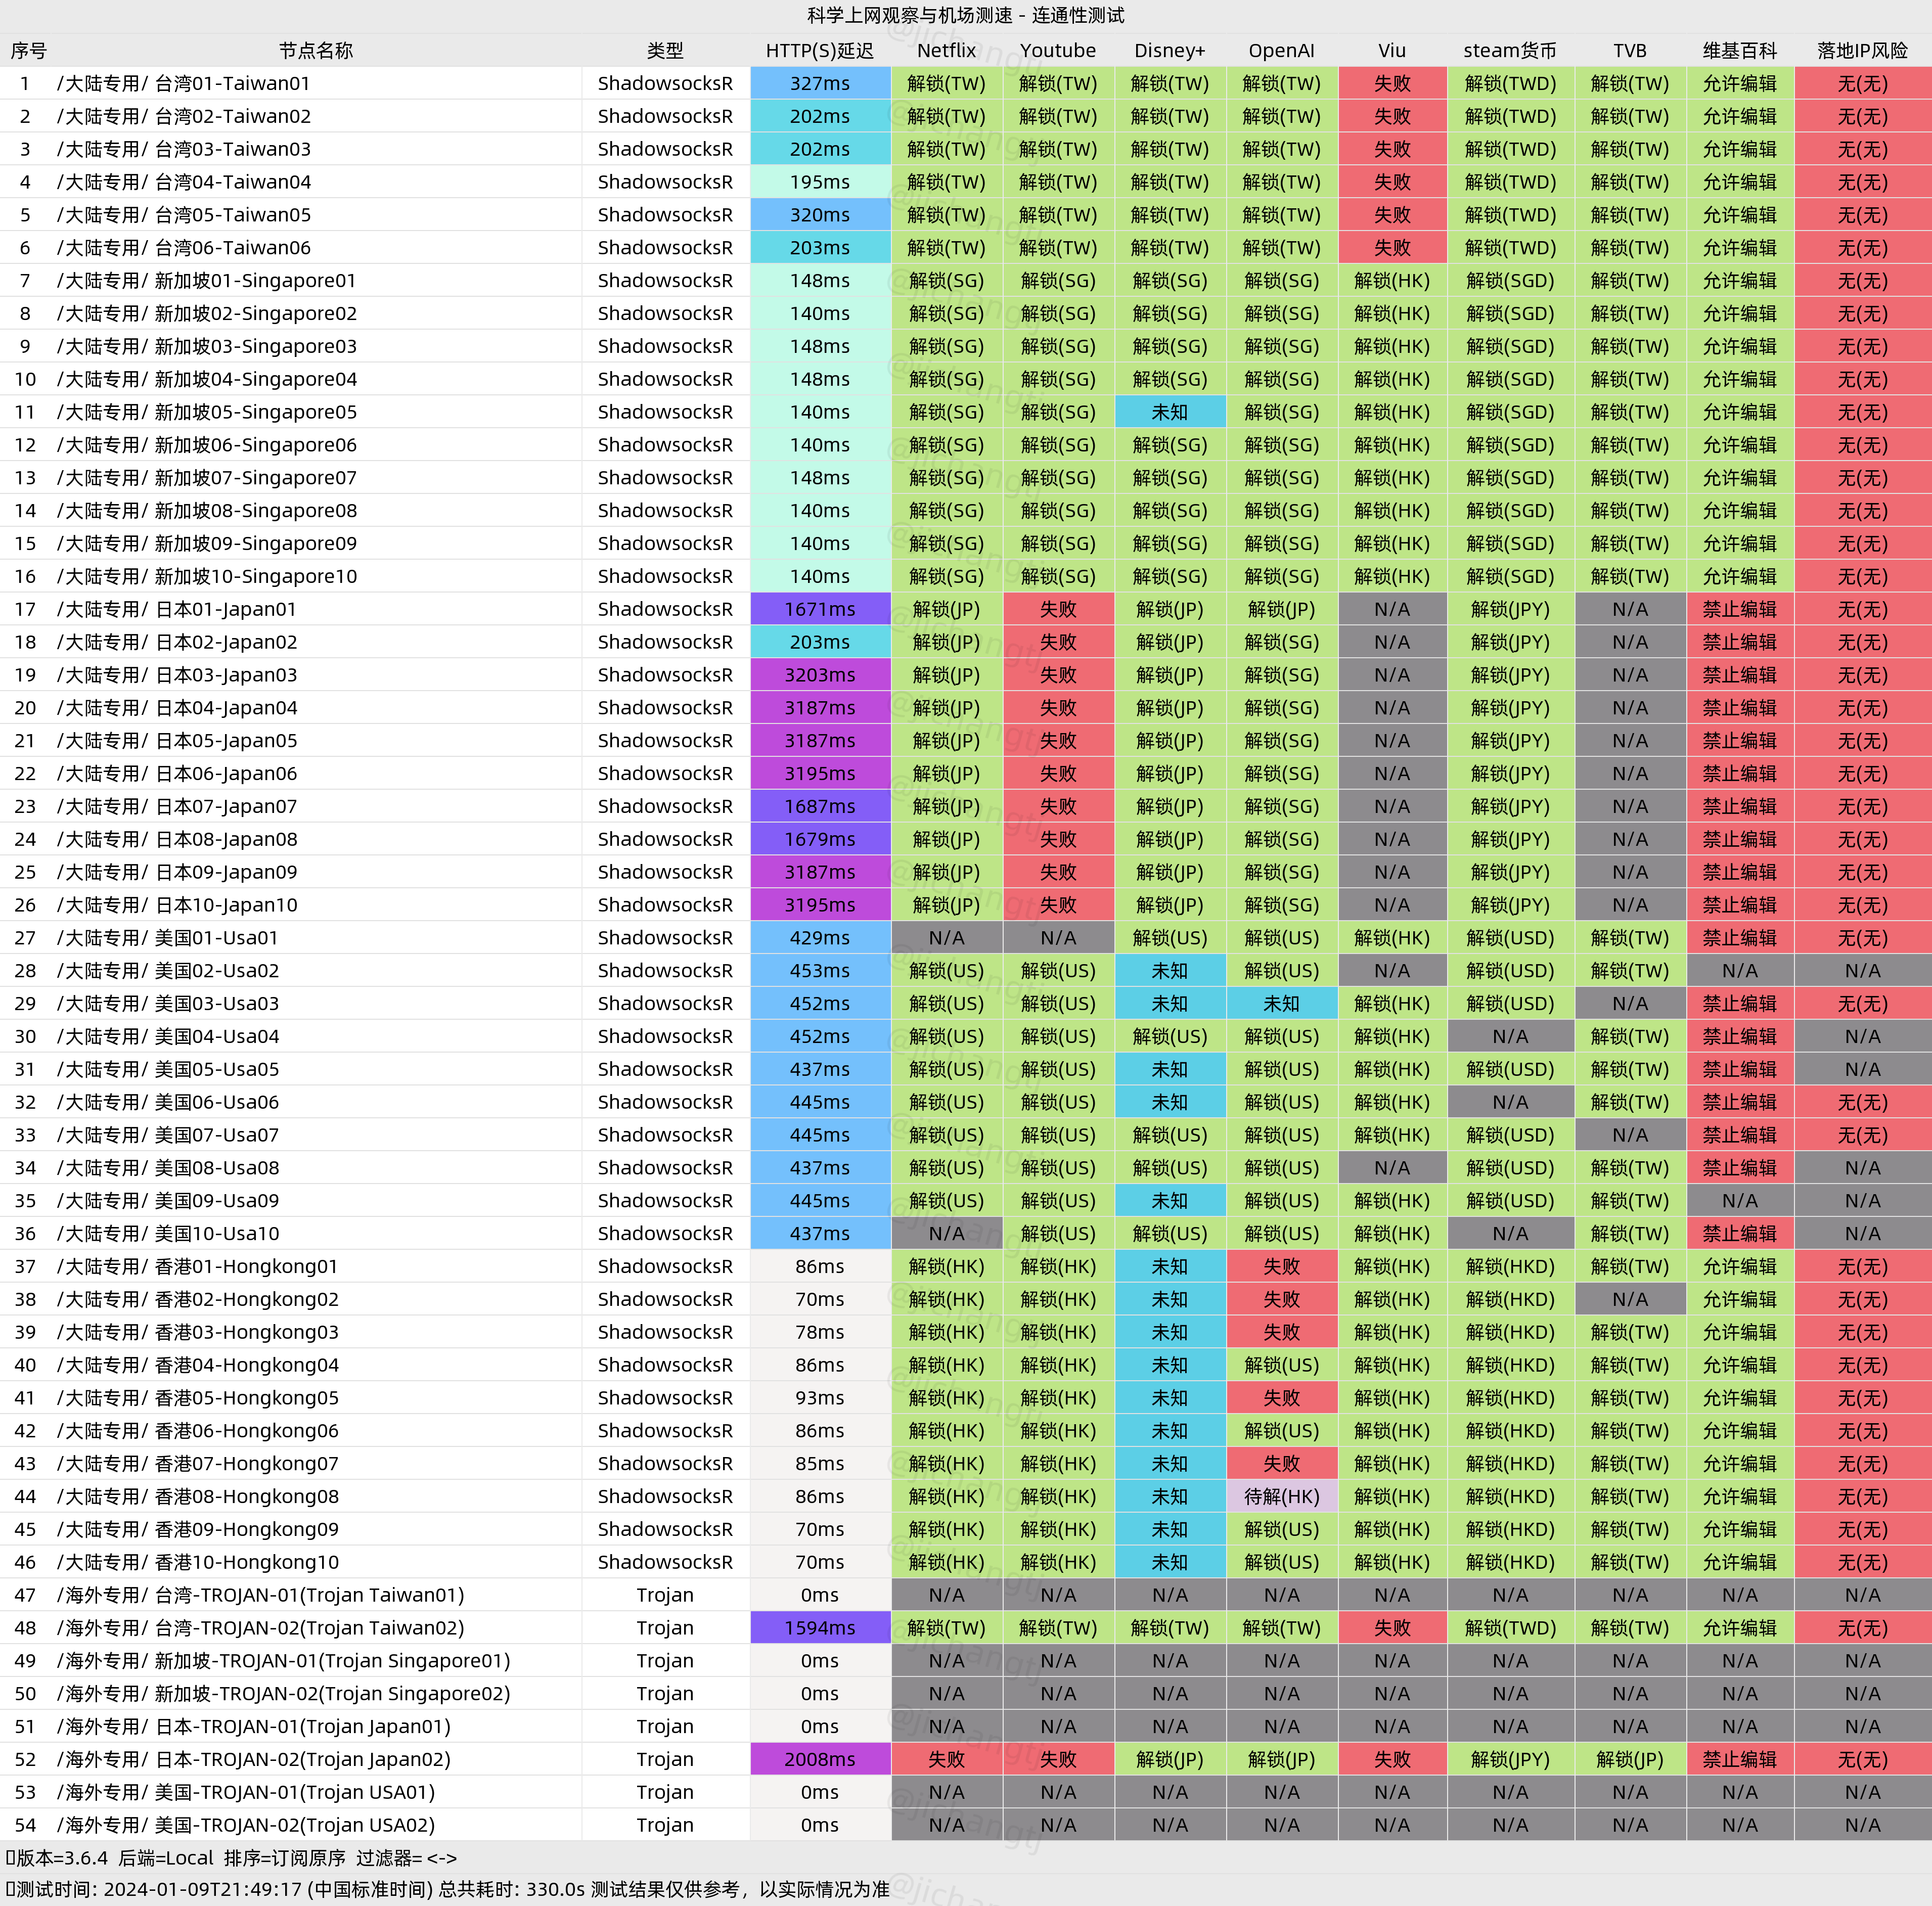 科学上网观察与机场测速 - 连通性测试
序号 节点名称 类型 HTTP(S)延迟 Netflix Youtube Disney+ OpenAI Viu steam货币 TVB 维基百科 落地IP风险
1 /大陆专用/ 台湾01-Taiwan01 ShadowsocksR 327ms 解锁(TW) 解锁(TW) 解锁(TW) 解锁(TW) 失败 解锁(TWD) 解锁(TW) 允许编辑 无(无)
2 /大陆专用/ 台湾02-Taiwan02 ShadowsocksR 202ms 解锁(TW) 解锁(TW) 解锁(TW) 解锁(TW) 失败 解锁(TWD) 解锁(TW) 允许编辑 无(无)
3 /大陆专用/ 台湾03-Taiwan03 ShadowsocksR 202ms 解锁(TW) 解锁(TW) 解锁(TW) 解锁(TW) 失败 解锁(TWD) 解锁(TW) 允许编辑 无(无)
4 /大陆专用/ 台湾04-Taiwan04 ShadowsocksR 195ms 解锁(TW) 解锁(TW) 解锁(TW) 解锁(TW) 失败 解锁(TWD) 解锁(TW) 允许编辑 无(无)
5 /大陆专用/ 台湾05-Taiwan05 ShadowsocksR 320ms 解锁(TW) 解锁(TW) 解锁(TW) 解锁(TW) 失败 解锁(TWD) 解锁(TW) 允许编辑 无(无)
6 /大陆专用/ 台湾06-Taiwan06 ShadowsocksR 203ms 解锁(TW) 解锁(TW) 解锁(TW) 解锁(TW) 失败 解锁(TWD) 解锁(TW) 允许编辑 无(无)
7 /大陆专用/ 新加坡01-Singapore01 ShadowsocksR 148ms 解锁(SG) 解锁(SG) 解锁(SG) 解锁(SG) 解锁(HK) 解锁(SGD) 解锁(TW) 允许编辑 无(无)
8 /大陆专用/ 新加坡02-Singapore02 ShadowsocksR 140ms 解锁(SG) 解锁(SG) 解锁(SG) 解锁(SG) 解锁(HK) 解锁(SGD) 解锁(TW) 允许编辑 无(无)
9 /大陆专用/ 新加坡03-Singapore03 ShadowsocksR 148ms 解锁(SG) 解锁(SG) 解锁(SG) 解锁(SG) 解锁(HK) 解锁(SGD) 解锁(TW) 允许编辑 无(无)
10 /大陆专用/ 新加坡04-Singapore04 ShadowsocksR 148ms 解锁(SG) 解锁(SG) 解锁(SG) 解锁(SG) 解锁(HK) 解锁(SGD) 解锁(TW) 允许编辑 无(无)
11 /大陆专用/ 新加坡05-Singapore05 ShadowsocksR 140ms 解锁(SG) 解锁(SG) 未知 解锁(SG) 解锁(HK) 解锁(SGD) 解锁(TW) 允许编辑 无(无)
12 /大陆专用/ 新加坡06-Singapore06 ShadowsocksR 140ms 解锁(SG) 解锁(SG) 解锁(SG) 解锁(SG) 解锁(HK) 解锁(SGD) 解锁(TW) 允许编辑 无(无)
13 /大陆专用/ 新加坡07-Singapore07 ShadowsocksR 148ms 解锁(SG) 解锁(SG) 解锁(SG) 解锁(SG) 解锁(HK) 解锁(SGD) 解锁(TW) 允许编辑 无(无)
14 /大陆专用/ 新加坡08-Singapore08 ShadowsocksR 140ms 解锁(SG) 解锁(SG) 解锁(SG) 解锁(SG) 解锁(HK) 解锁(SGD) 解锁(TW) 允许编辑 无(无)
15 /大陆专用/ 新加坡09-Singapore09 ShadowsocksR 140ms 解锁(SG) 解锁(SG) 解锁(SG) 解锁(SG) 解锁(HK) 解锁(SGD) 解锁(TW) 允许编辑 无(无)
16 /大陆专用/ 新加坡10-Singapore10 ShadowsocksR 140ms 解锁(SG) 解锁(SG) 解锁(SG) 解锁(SG) 解锁(HK) 解锁(SGD) 解锁(TW) 允许编辑 无(无)
17 /大陆专用/ 日本01-Japan01 ShadowsocksR 1671ms 解锁(JP) 失败 解锁(JP) 解锁(JP) N/A 解锁(JPY) N/A 禁止编辑 无(无)
18 /大陆专用/ 日本02-Japan02 ShadowsocksR 203ms 解锁(JP) 失败 解锁(JP) 解锁(SG) N/A 解锁(JPY) N/A 禁止编辑 无(无)
19 /大陆专用/ 日本03-Japan03 ShadowsocksR 3203ms 解锁(JP) 失败 解锁(JP) 解锁(SG) N/A 解锁(JPY) N/A 禁止编辑 无(无)
20 /大陆专用/ 日本04-Japan04 ShadowsocksR 3187ms 解锁(JP) 失败 解锁(JP) 解锁(SG) N/A 解锁(JPY) N/A 禁止编辑 无(无)
21 /大陆专用/ 日本05-Japan05 ShadowsocksR 3187ms 解锁(JP) 失败 解锁(JP) 解锁(SG) N/A 解锁(JPY) N/A 禁止编辑 无(无)
22 /大陆专用/ 日本06-Japan06 ShadowsocksR 3195ms 解锁(JP) 失败 解锁(JP) 解锁(SG) N/A 解锁(JPY) N/A 禁止编辑 无(无)
23 /大陆专用/ 日本07-Japan07 ShadowsocksR 1687ms 解锁(JP) 失败 解锁(JP) 解锁(SG) N/A 解锁(JPY) N/A 禁止编辑 无(无)
24 /大陆专用/ 日本08-Japan08 ShadowsocksR 1679ms 解锁(JP) 失败 解锁(JP) 解锁(SG) N/A 解锁(JPY) N/A 禁止编辑 无(无)
25 /大陆专用/ 日本09-Japan09 ShadowsocksR 3187ms 解锁(JP) 失败 解锁(JP) 解锁(SG) N/A 解锁(JPY) N/A 禁止编辑 无(无)
26 /大陆专用/ 日本10-Japan10 ShadowsocksR 3195ms 解锁(JP) 失败 解锁(JP) 解锁(SG) N/A 解锁(JPY) N/A 禁止编辑 无(无)
27 /大陆专用/ 美国01-Usa01 ShadowsocksR 429ms N/A N/A 解锁(US) 解锁(US) 解锁(HK) 解锁(USD) 解锁(TW) 禁止编辑 无(无)
28 /大陆专用/ 美国02-Usa02 ShadowsocksR 453ms 解锁(US) 解锁(US) 未知 解锁(US) N/A 解锁(USD) 解锁(TW) N/A N/A
29 /大陆专用/ 美国03-Usa03 ShadowsocksR 452ms 解锁(US) 解锁(US) 未知 未知 解锁(HK) 解锁(USD) N/A 禁止编辑 无(无)
30 /大陆专用/ 美国04-Usa04 ShadowsocksR 452ms 解锁(US) 解锁(US) 解锁(US) 解锁(US) 解锁(HK) N/A 解锁(TW) 禁止编辑 N/A
31 /大陆专用/ 美国05-Usa05 ShadowsocksR 437ms 解锁(US) 解锁(US) 未知 解锁(US) 解锁(HK) 解锁(USD) 解锁(TW) 禁止编辑 N/A
32 /大陆专用/ 美国06-Usa06 ShadowsocksR 445ms 解锁(US) 解锁(US) 未知 解锁(US) 解锁(HK) N/A 解锁(TW) 禁止编辑 无(无)
33 /大陆专用/ 美国07-Usa07 ShadowsocksR 445ms 解锁(US) 解锁(US) 解锁(US) 解锁(US) 解锁(HK) 解锁(USD) N/A 禁止编辑 无(无)
34 /大陆专用/ 美国08-Usa08 ShadowsocksR 437ms 解锁(US) 解锁(US) 解锁(US) 解锁(US) N/A 解锁(USD) 解锁(TW) 禁止编辑 N/A
35 /大陆专用/ 美国09-Usa09 ShadowsocksR 445ms 解锁(US) 解锁(US) 未知 解锁(US) 解锁(HK) 解锁(USD) 解锁(TW) N/A N/A
36 /大陆专用/ 美国10-Usa10 ShadowsocksR 437ms N/A 解锁(US) 解锁(US) 解锁(US) 解锁(HK) N/A 解锁(TW) 禁止编辑 N/A
37 /大陆专用/ 香港01-Hongkong01 ShadowsocksR 86ms 解锁(HK) 解锁(HK) 未知 失败 解锁(HK) 解锁(HKD) 解锁(TW) 允许编辑 无(无)
38 /大陆专用/ 香港02-Hongkong02 ShadowsocksR 70ms 解锁(HK) 解锁(HK) 未知 失败 解锁(HK) 解锁(HKD) N/A 允许编辑 无(无)
39 /大陆专用/ 香港03-Hongkong03 ShadowsocksR 78ms 解锁(HK) 解锁(HK) 未知 失败 解锁(HK) 解锁(HKD) 解锁(TW) 允许编辑 无(无)
40 /大陆专用/ 香港04-Hongkong04 ShadowsocksR 86ms 解锁(HK) 解锁(HK) 未知 解锁(US) 解锁(HK) 解锁(HKD) 解锁(TW) 允许编辑 无(无)
41 /大陆专用/ 香港05-Hongkong05 ShadowsocksR 93ms 解锁(HK) 解锁(HK) 未知 失败 解锁(HK) 解锁(HKD) 解锁(TW) 允许编辑 无(无)
42 /大陆专用/ 香港06-Hongkong06 ShadowsocksR 86ms 解锁(HK) 解锁(HK) 未知 解锁(US) 解锁(HK) 解锁(HKD) 解锁(TW) 允许编辑 无(无)
43 /大陆专用/ 香港07-Hongkong07 ShadowsocksR 85ms 解锁(HK) 解锁(HK) 未知 失败 解锁(HK) 解锁(HKD) 解锁(TW) 允许编辑 无(无)
44 /大陆专用/ 香港08-Hongkong08 ShadowsocksR 86ms 解锁(HK) 解锁(HK) 未知 待解(HK) 解锁(HK) 解锁(HKD) 解锁(TW) 允许编辑 无(无)
45 /大陆专用/ 香港09-Hongkong09 ShadowsocksR 70ms 解锁(HK) 解锁(HK) 未知 解锁(US) 解锁(HK) 解锁(HKD) 解锁(TW) 允许编辑 无(无)
46 /大陆专用/ 香港10-Hongkong10 ShadowsocksR 70ms 解锁(HK) 解锁(HK) 未知 解锁(US) 解锁(HK) 解锁(HKD) 解锁(TW) 允许编辑 无(无)
47 /海外专用/ 台湾-TROJAN-01(Trojan Taiwan01) Trojan 0ms N/A N/A N/A N/A N/A N/A N/A N/A N/A
48 /海外专用/ 台湾-TROJAN-02(Trojan Taiwan02) Trojan 1594ms 解锁(TW) 解锁(TW) 解锁(TW) 解锁(TW) 失败 解锁(TWD) 解锁(TW) 允许编辑 无(无)
49 /海外专用/ 新加坡-TROJAN-01(Trojan Singapore01) Trojan 0ms N/A N/A N/A N/A N/A N/A N/A N/A N/A
50 /海外专用/ 新加坡-TROJAN-02(Trojan Singapore02) Trojan 0ms N/A N/A N/A N/A N/A N/A N/A N/A N/A
51 /海外专用/ 日本-TROJAN-01(Trojan Japan01) Trojan 0ms N/A N/A N/A N/A N/A N/A N/A N/A N/A
52 /海外专用/ 日本-TROJAN-02(Trojan Japan02) Trojan 2008ms 失败 失败 解锁(JP) 解锁(JP) 失败 解锁(JPY) 解锁(JP) 禁止编辑 无(无)
53 /海外专用/ 美国-TROJAN-01(Trojan USA01) Trojan 0ms N/A N/A N/A N/A N/A N/A N/A N/A N/A
54 /海外专用/ 美国-TROJAN-02(Trojan USA02) Trojan 0ms N/A N/A N/A N/A N/A N/A N/A N/A N/A
版本=3.6.4 后端=Local 排序=订阅原序 过滤器= <->
测试时间: 2024-01-09T21:49:17 (中国标准时间) 总共耗时: 330.0s 测试结果仅供参考，以实际情况为准